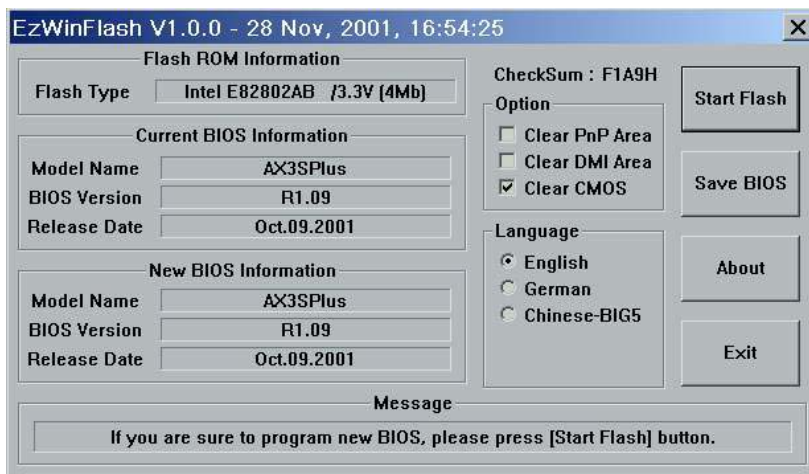 EzWinFlash V1.0.0 - 28 Nov, 2001, 16:54:25
Flash ROM Information
Flash Type Intel E82802AB /3.3V (4Mb)
Current BIOS Information
Model Name AX3SPlus
BIOS Version R1.09
Release Date Oct.09.2001
New BIOS Information
Model Name AX3SPlus
BIOS Version R1.09
Release Date Oct.09.2001
CheckSum : F1A9H
Option
Clear PnP Area
Clear DMI Area
Clear CMOS
Language
English
German
Chinese-BIG5
Start Flash
Save BIOS
About
Exit
Message
If you are sure to program new BIOS, please press [Start Flash] button.